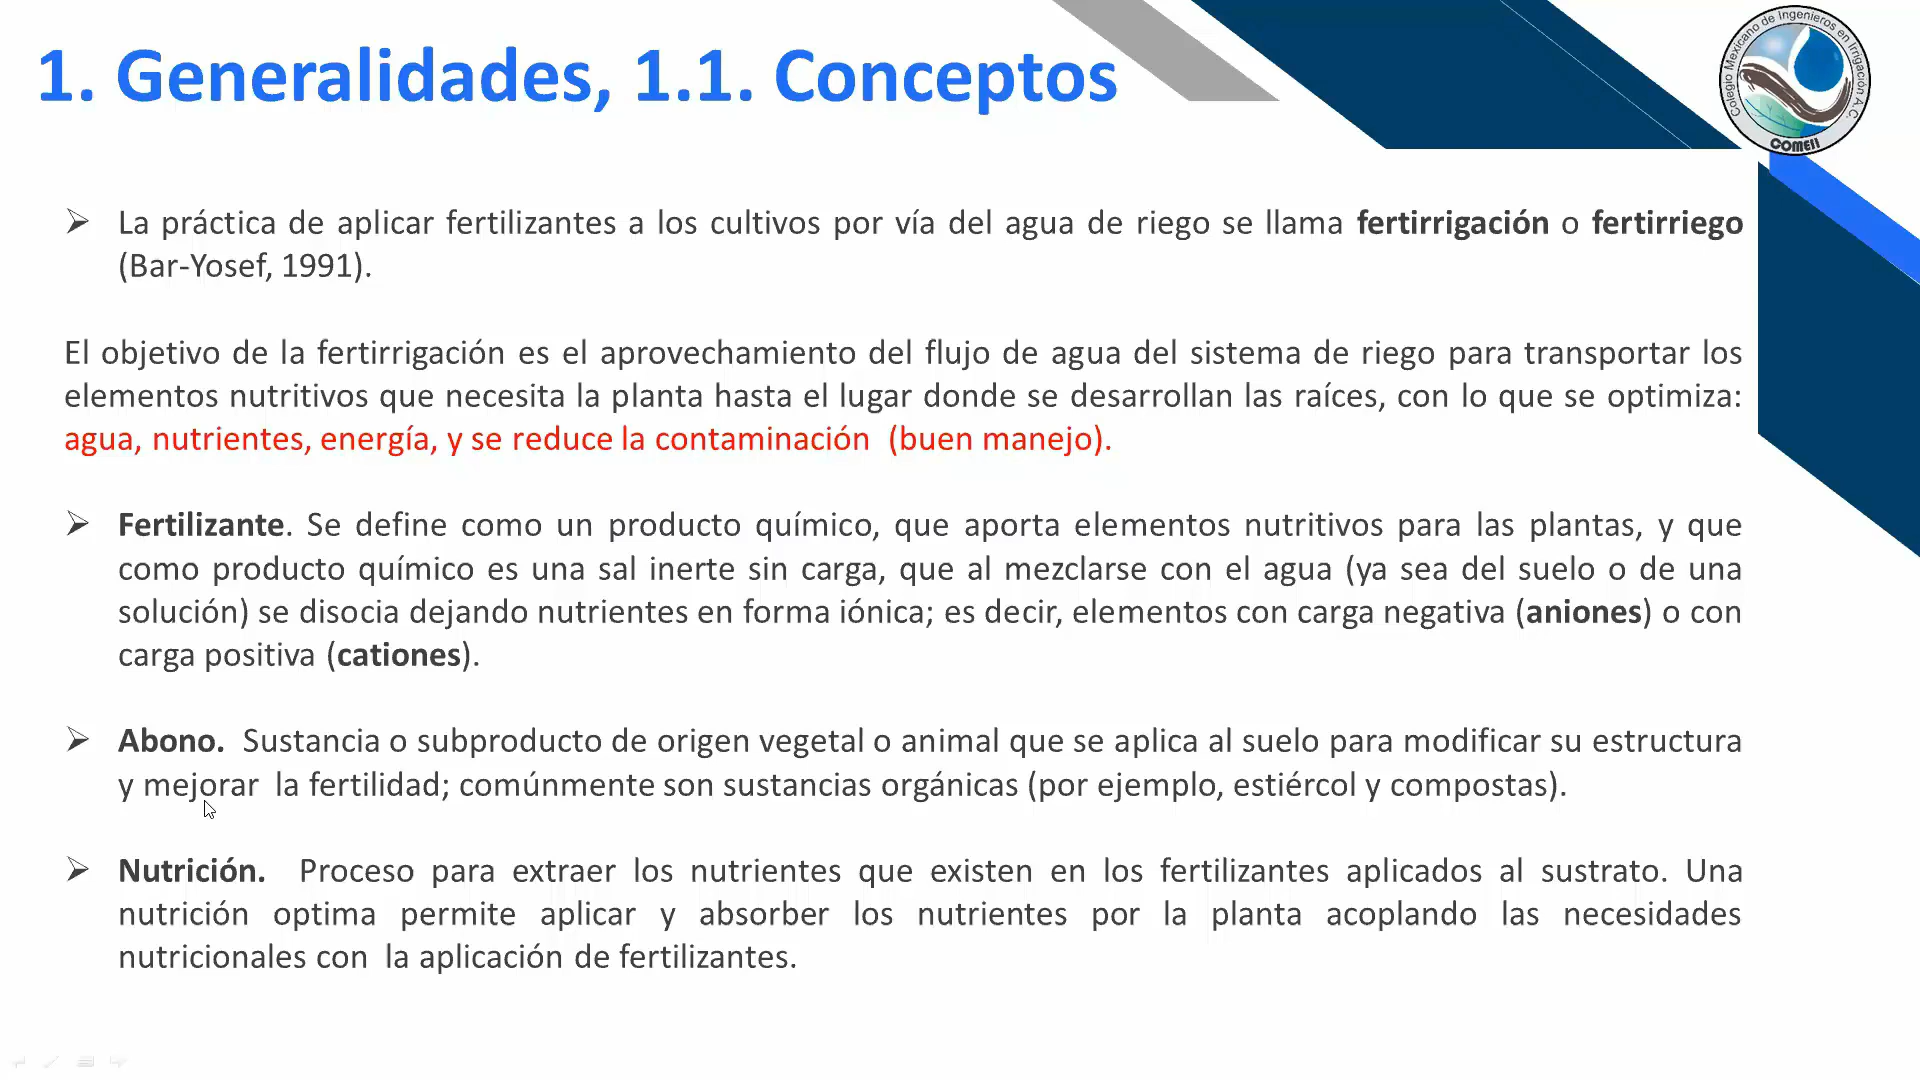 1. Generalidades, 1.1. Conceptos
Colegio Mexicano de Ingenieros en Irrigación A.C.
COMEII
➢ La práctica de aplicar fertilizantes a los cultivos por vía del agua de riego se llama fertirrigación o fertirriego
(Bar-Yosef, 1991).
El objetivo de la fertirrigación es el aprovechamiento del flujo de agua del sistema de riego para transportar los
elementos nutritivos que necesita la planta hasta el lugar donde se desarrollan las raíces, con lo que se optimiza:
agua, nutrientes, energía, y se reduce la contaminación (buen manejo).
➢ Fertilizante. Se define como un producto químico, que aporta elementos nutritivos para las plantas, y que
como producto químico es una sal inerte sin carga, que al mezclarse con el agua (ya sea del suelo o de una
solución) se disocia dejando nutrientes en forma iónica; es decir, elementos con carga negativa (aniones) o con
carga positiva (cationes).
➢ Abono. Sustancia o subproducto de origen vegetal o animal que se aplica al suelo para modificar su estructura
y mejorar la fertilidad; comúnmente son sustancias orgánicas (por ejemplo, estiércol y compostas).
➢ Nutrición. Proceso para extraer los nutrientes que existen en los fertilizantes aplicados al sustrato. Una
nutrición optima permite aplicar y absorber los nutrientes por la planta acoplando las necesidades
nutricionales con la aplicación de fertilizantes.